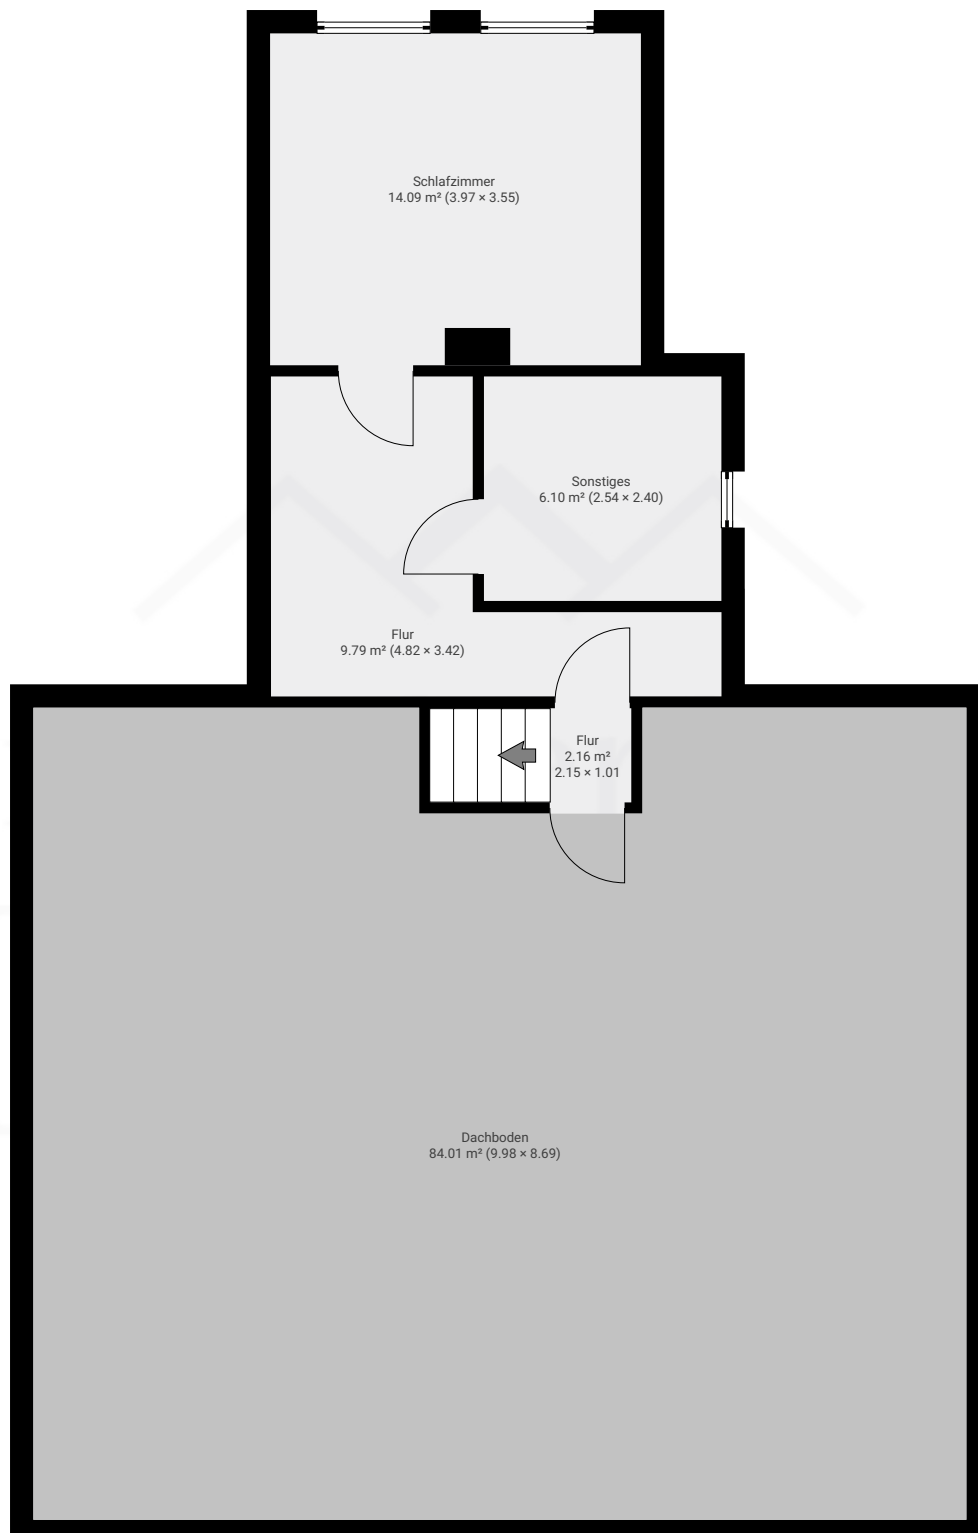 Schlafzimmer
14.09 m² (3.97 × 3.55)
Sonstiges
6.10 m² (2.54 × 2.40)
Flur
9.79 m² (4.82 × 3.42)
Flur
2.16 m²
2.15 × 1.01
Dachboden
84.01 m² (9.98 × 8.69)